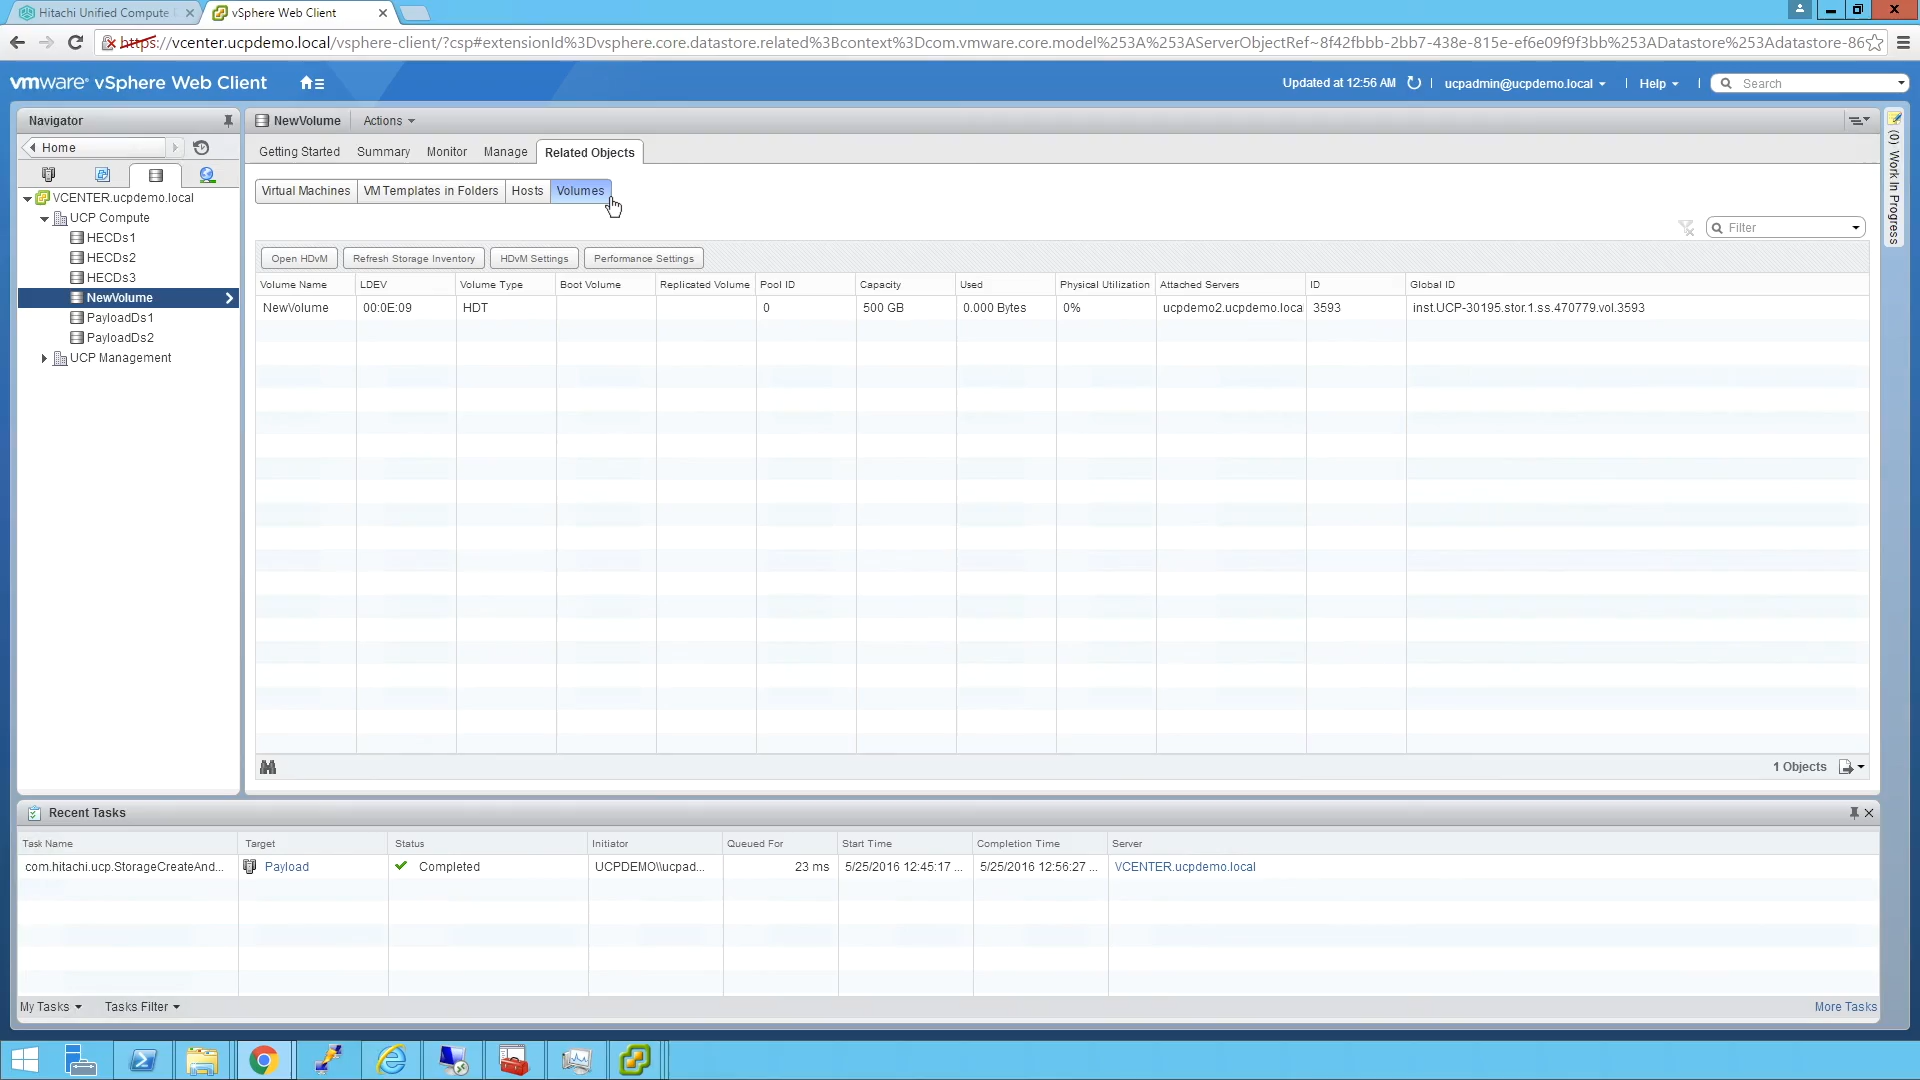 Hitachi Unified Compute
vSphere Web Client
https://vcenter.ucpdemo.local/vsphere-client/?csp#extensionId%3Dvsphere.core.datastore.related%3Bcontext%3Dcom.vmware.core.model%253A%253AServerObjectRef~8f42fbbb-2bb7-438e-815e-ef6e09f9f3bb%253ADatastore%253Adatastore-86
vmware® vSphere Web Client
Updated at 12:56 AM
ucpadmin@ucpdemo.local
Help
Search
Navigator
Home
VCENTER.ucpdemo.local
UCP Compute
HECDs1
HECDs2
HECDs3
NewVolume
PayloadDs1
PayloadDs2
UCP Management
NewVolume Actions
Getting Started Summary Monitor Manage Related Objects
Virtual Machines VM Templates in Folders Hosts Volumes
Filter
Open HDvM Refresh Storage Inventory HDvM Settings Performance Settings
Volume Name LDEV Volume Type Boot Volume Replicated Volume Pool ID Capacity Used Physical Utilization Attached Servers ID Global ID
NewVolume 00:0E:09 HDT 0 500 GB 0.000 Bytes 0% ucpdemo2.ucpdemo.loca 3593 inst.UCP-30195.stor.1.ss.470779.vol.3593
1 Objects
(0) Work In Progress
Recent Tasks
Task Name Target Status Initiator Queued For Start Time Completion Time Server
com.hitachi.ucp.StorageCreateAnd... Payload Completed UCPDEMO\\ucpad... 23 ms 5/25/2016 12:45:17 ... 5/25/2016 12:56:27 ... VCENTER.ucpdemo.local
My Tasks Tasks Filter More Tasks